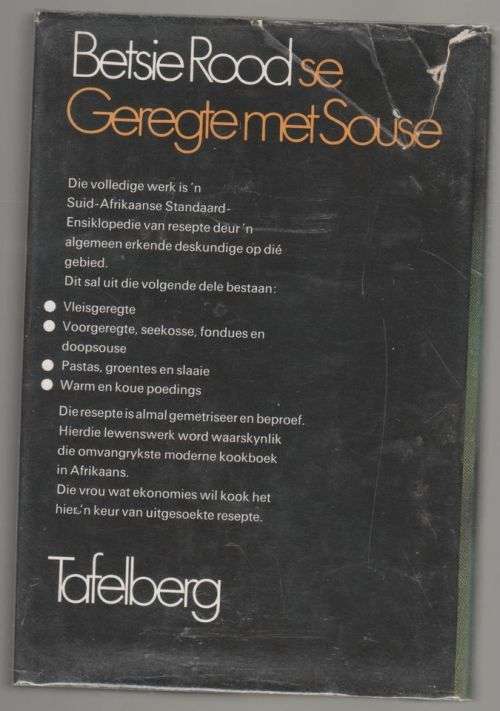 Betsie Rood se
Geregte met Souse
Die volledige werk is 'n
Suid-Afrikaanse Standaard-
Ensiklopedie van resepte deur 'n
algemeen erkende deskundige op dié
gebied.
Dit sal uit die volgende dele bestaan:
Vleisgeregte
Voorgeregte, seekosse, fondues en
doopsouse
Pastas, groentes en slaaie
Warm en koue poedings
Die resepte is almal gemetriseer en beproef.
Hierdie lewenswerk word waarskynlik
die omvangrykste moderne kookboek
in Afrikaans.
Die vrou wat ekonomies wil kook het
hier 'n keur van uitgesoekte resepte.
Tafelberg